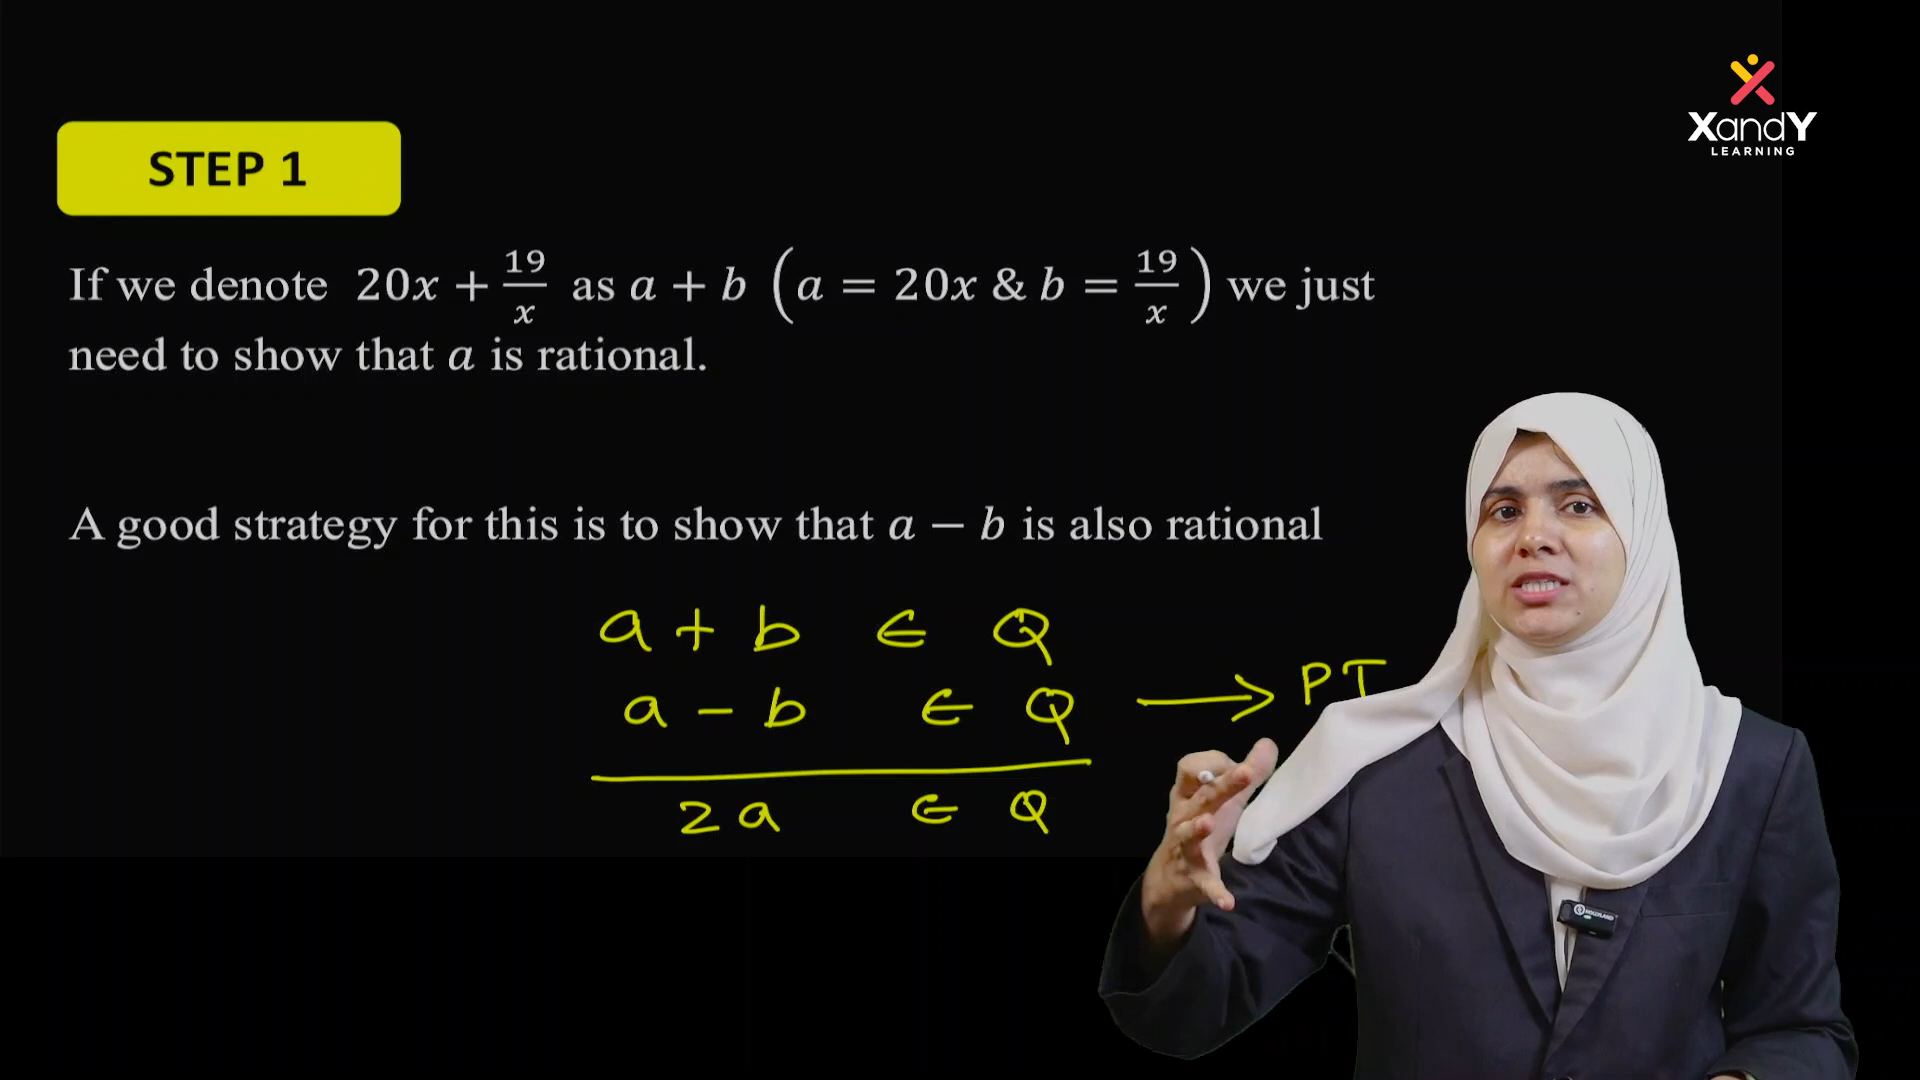 XandY
LEARNING
STEP 1
If we denote 20x + 19/x as a + b (a = 20x & b = 19/x) we just
need to show that a is rational.
A good strategy for this is to show that a − b is also rational
a + b ∈ Q
a − b ∈ Q → PT
2a ∈ Q